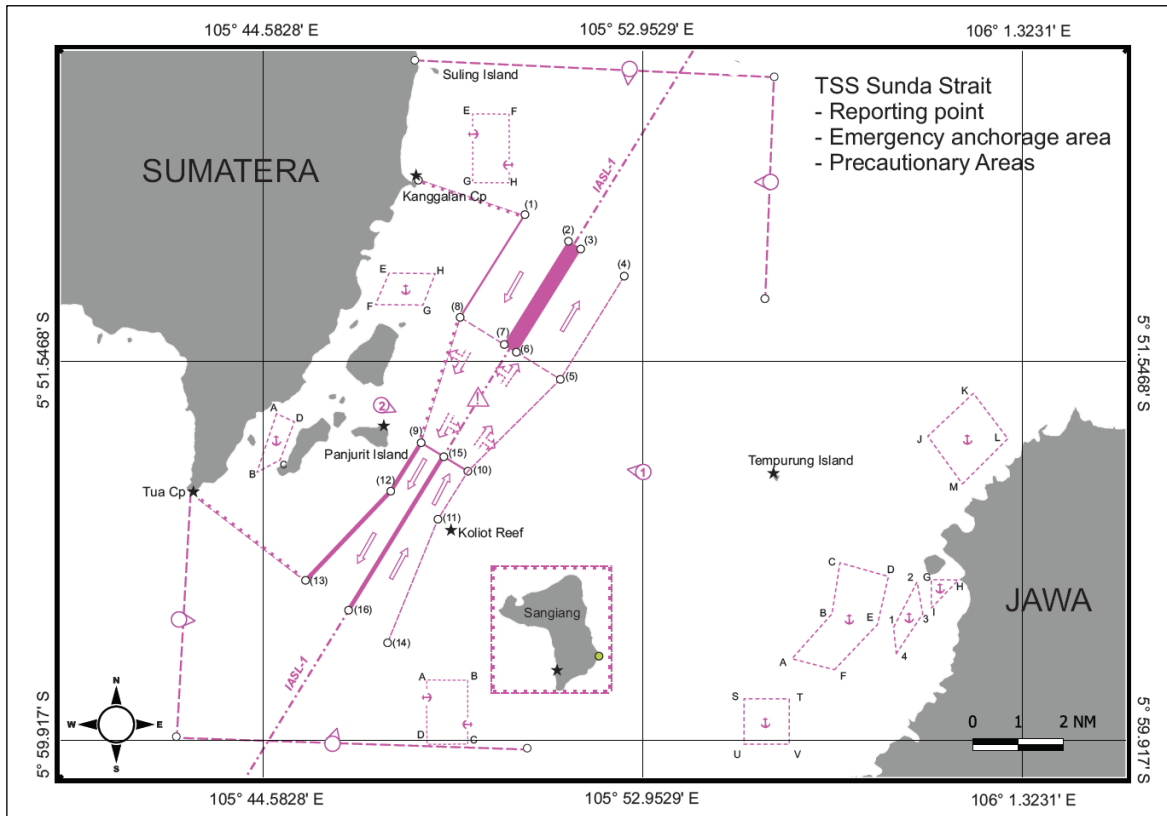 105° 44.5828' E
105° 52.9529' E
106° 1.3231' E
TSS Sunda Strait
- Reporting point
- Emergency anchorage area
- Precautionary Areas
Suling Island
SUMATERA
E F
G H
IASL-1
Kanggalan Cp
(1)
(2)
(3)
(4)
E H
F G
(8)
(7)
(6)
(5)
5° 51.5468' S
5° 51.5468' S
!
2
A
D
B
C
Panjurit Island
(9)
(15)
(10)
(12)
1
Tempurung Island
K
J
L
M
Tua Cp
(11)
Koliot Reef
(13)
(16)
(14)
Sangiang
C
D
B
E
A
F
2
1
3
4
G
H
I
JAWA
IASL-1
A B
D C
S T
U V
N
W E
S
0 1 2 NM
5° 59.917' S
5° 59.917' S
105° 44.5828' E
105° 52.9529' E
106° 1.3231' E